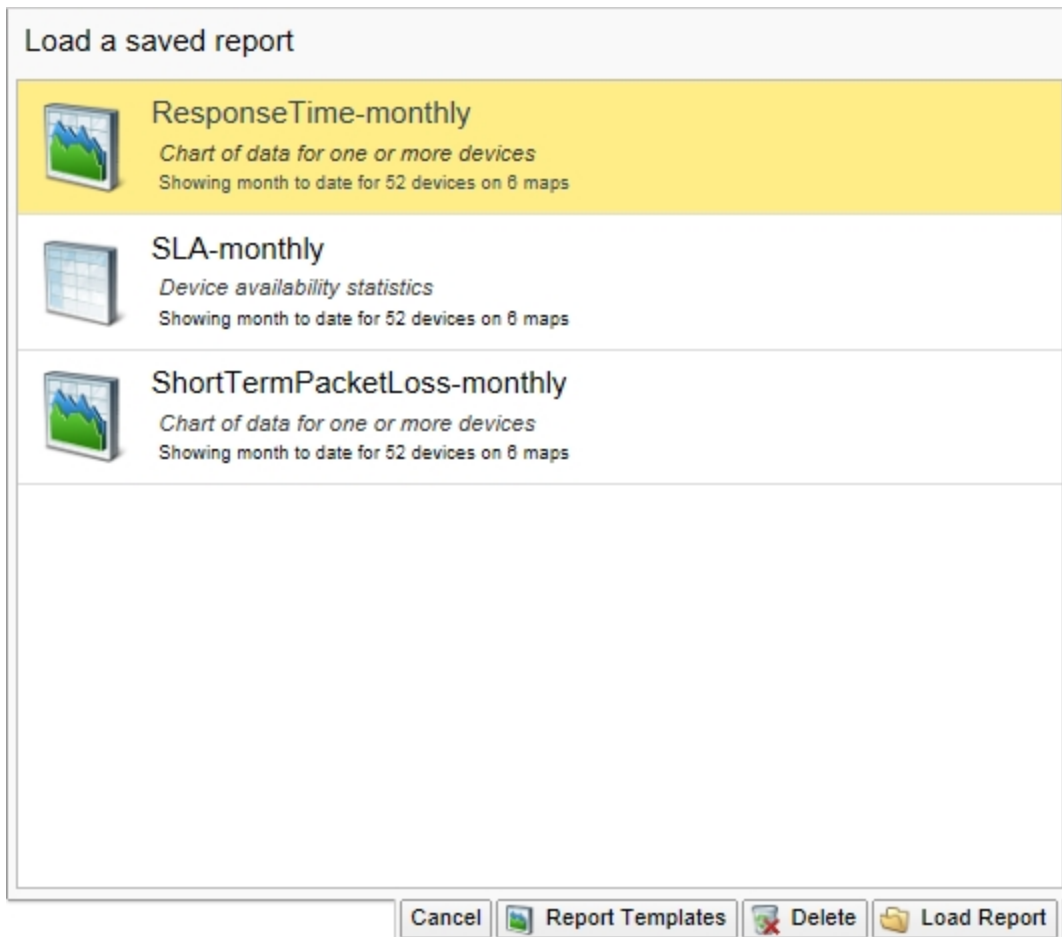 Load a saved report
ResponseTime-monthly
Chart of data for one or more devices
Showing month to date for 52 devices on 6 maps
SLA-monthly
Device availability statistics
Showing month to date for 52 devices on 6 maps
ShortTermPacketLoss-monthly
Chart of data for one or more devices
Showing month to date for 52 devices on 6 maps
Cancel Report Templates Delete Load Report